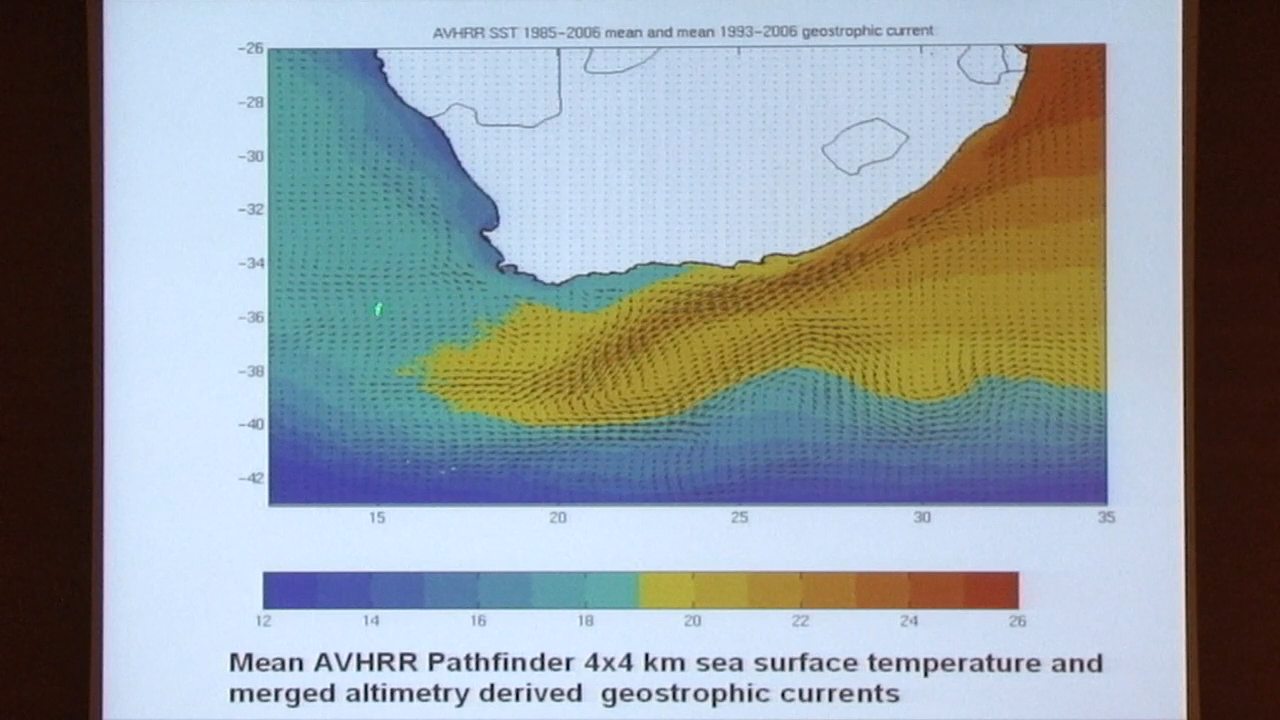 AVHRR SST 1985-2006 mean and mean 1993-2006 geostrophic current
-26
-28
-30
-32
-34
-36
-38
-40
-42
15 20 25 30 35
12 14 16 18 20 22 24 26
Mean AVHRR Pathfinder 4x4 km sea surface temperature and
merged altimetry derived geostrophic currents